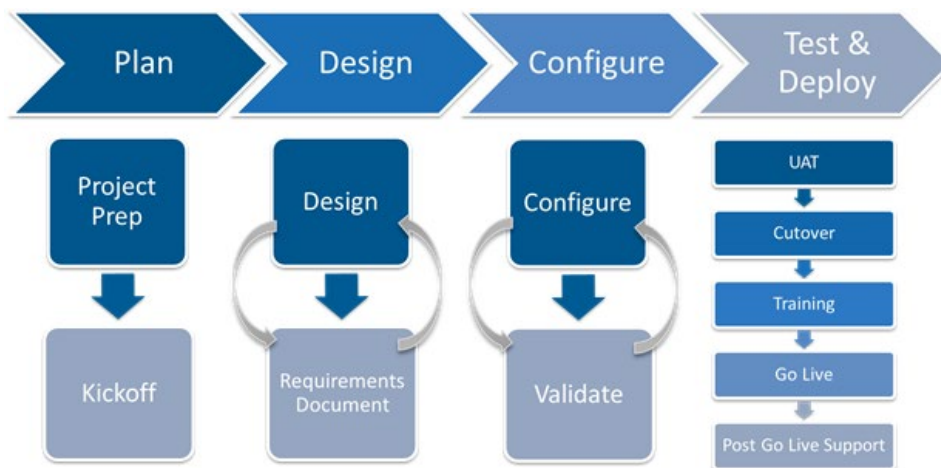 Plan
Design
Configure
Test &
Deploy
Project
Prep
Kickoff
Design
Requirements
Document
Configure
Validate
UAT
Cutover
Training
Go Live
Post Go Live Support